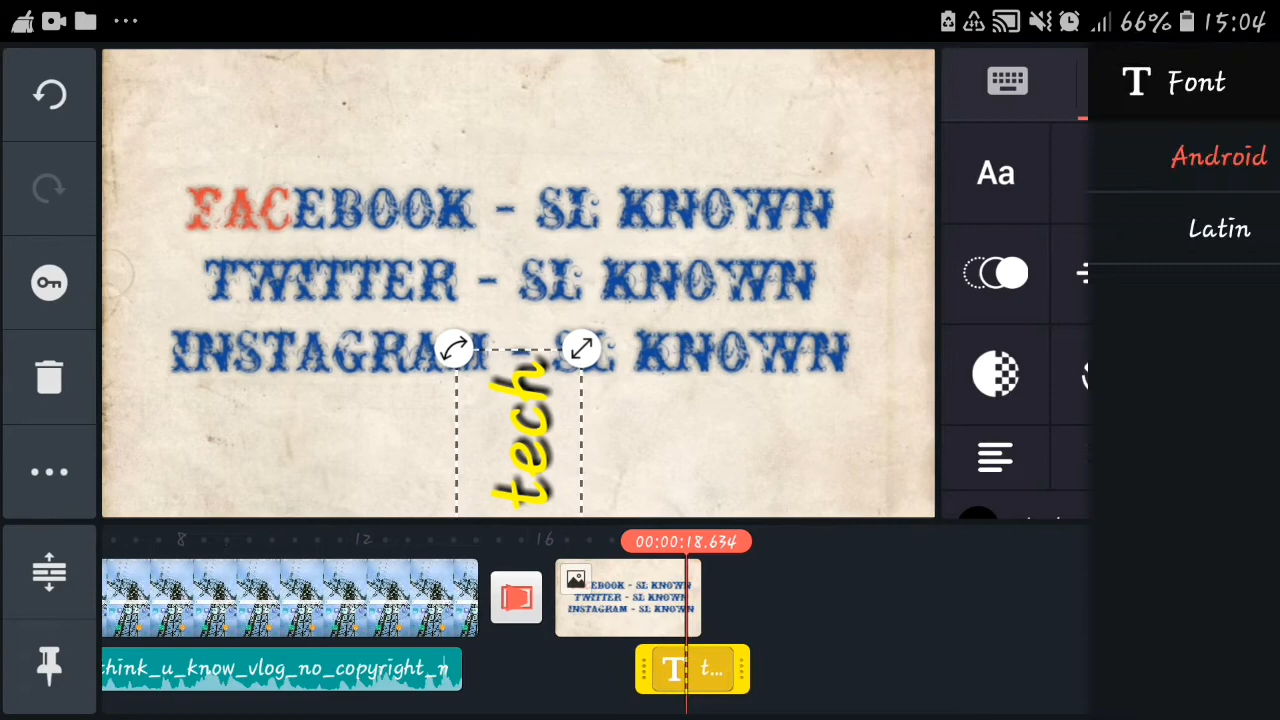 66% 15:04
T Font
Android
Latin
Aa
FACEBOOK - SL KNOWN
TWITTER - SL KNOWN
INSTAGRAM - SL KNOWN
tech
8 12 16 00:00:18.634
EBOOK - SL KNOWN
TWITTER - SL KNOWN
INSTAGRAM - SL KNOWN
think_u_know_vlog_no_copyright_
T t...